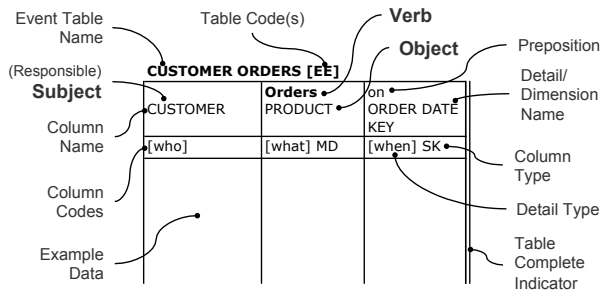 Event Table
Name
Table Code(s)
Verb
Object
Preposition
(Responsible)
Subject
Detail/
Dimension
Name
Column
Name
Column
Codes
Example
Data
CUSTOMER ORDERS [EE]
CUSTOMER
Orders
PRODUCT
on
ORDER DATE
KEY
[who]
[what] MD
[when] SK
Column
Type
Detail Type
Table
Complete
Indicator